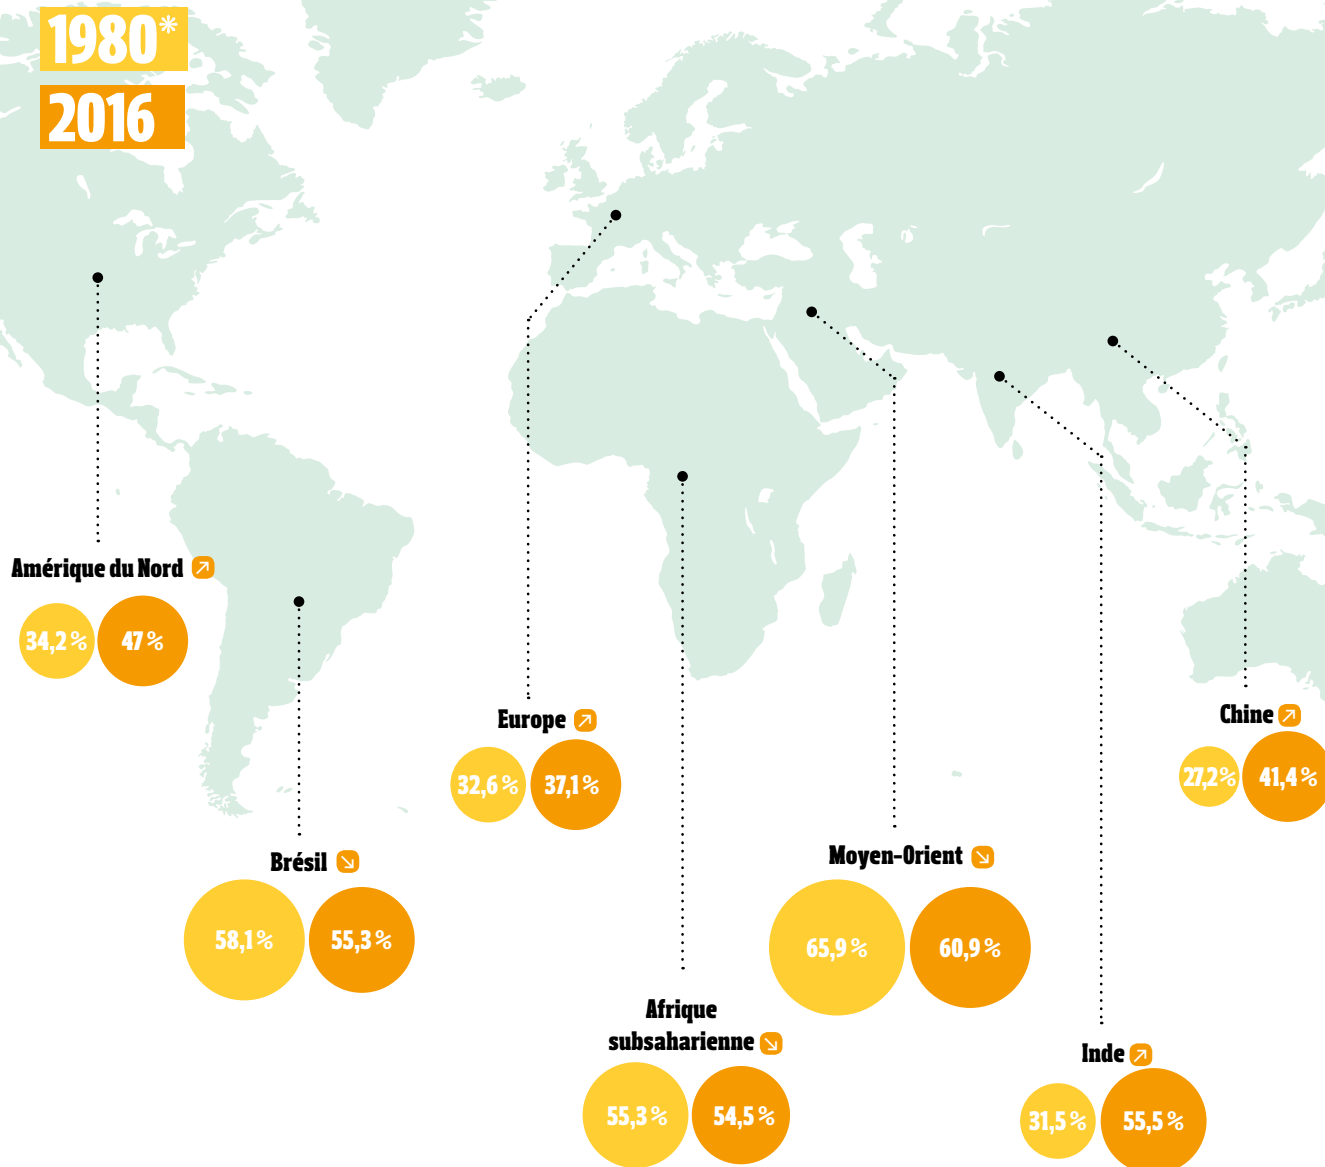 1980*
2016
Amérique du Nord
34,2 %
47 %
Europe
32,6 %
37,1 %
Chine
27,2 %
41,4 %
Brésil
58,1 %
55,3 %
Moyen-Orient
65,9 %
60,9 %
Afrique
subsaharienne
55,3 %
54,5 %
Inde
31,5 %
55,5 %